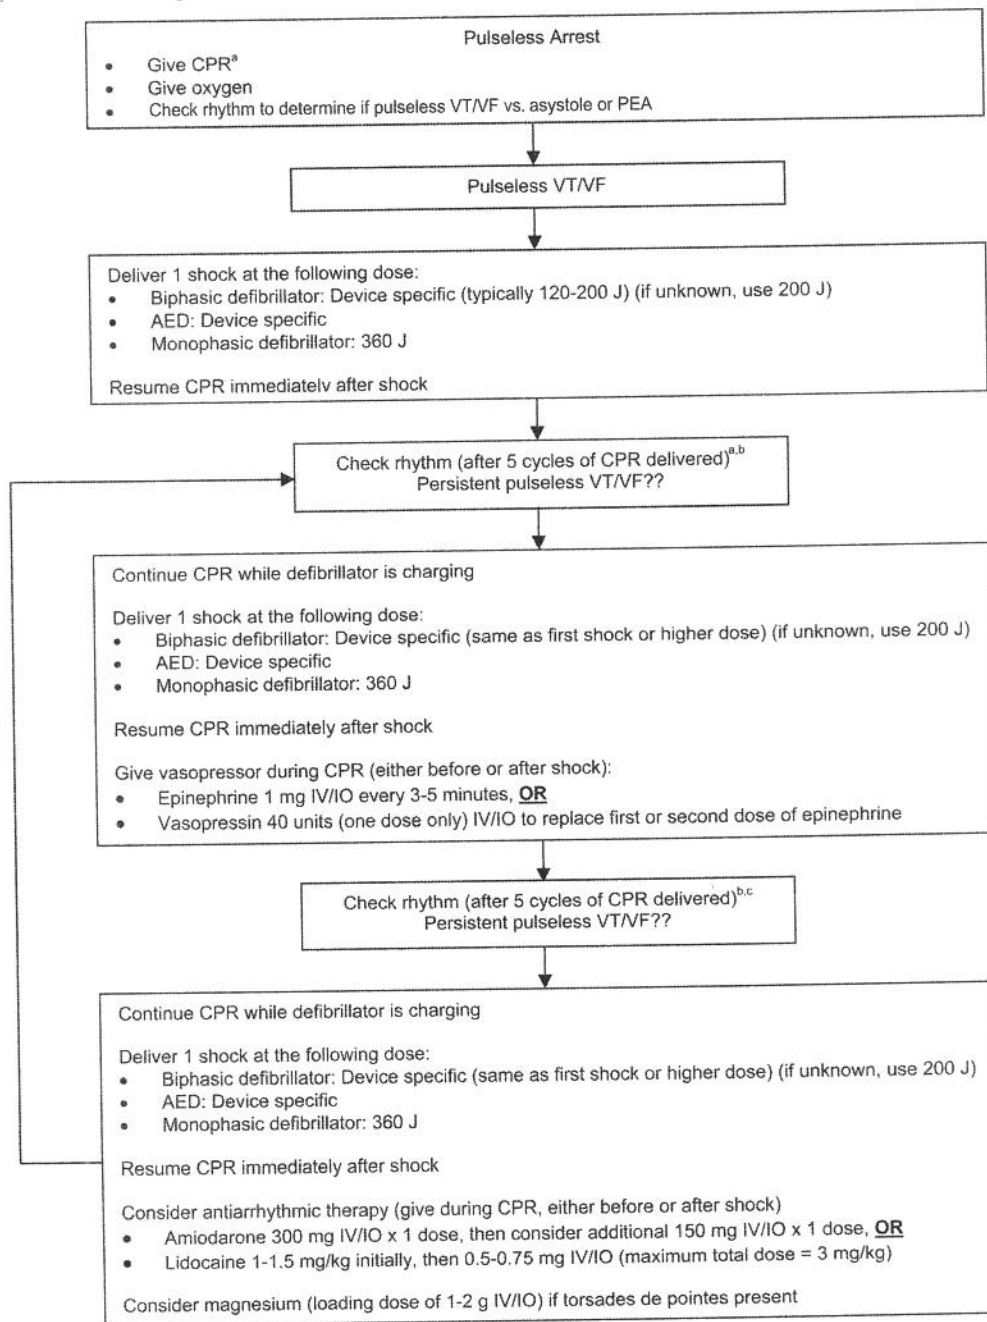 Pulseless Arrest
• Give CPRᵃ
• Give oxygen
• Check rhythm to determine if pulseless VT/VF vs. asystole or PEA
Pulseless VT/VF
Deliver 1 shock at the following dose:
• Biphasic defibrillator: Device specific (typically 120-200 J) (if unknown, use 200 J)
• AED: Device specific
• Monophasic defibrillator: 360 J
Resume CPR immediately after shock
Check rhythm (after 5 cycles of CPR delivered)ᵃ,ᵇ
Persistent pulseless VT/VF??
Continue CPR while defibrillator is charging
Deliver 1 shock at the following dose:
• Biphasic defibrillator: Device specific (same as first shock or higher dose) (if unknown, use 200 J)
• AED: Device specific
• Monophasic defibrillator: 360 J
Resume CPR immediately after shock
Give vasopressor during CPR (either before or after shock):
• Epinephrine 1 mg IV/IO every 3-5 minutes, OR
• Vasopressin 40 units (one dose only) IV/IO to replace first or second dose of epinephrine
Check rhythm (after 5 cycles of CPR delivered)ᵇ,ᶜ
Persistent pulseless VT/VF??
Continue CPR while defibrillator is charging
Deliver 1 shock at the following dose:
• Biphasic defibrillator: Device specific (same as first shock or higher dose) (if unknown, use 200 J)
• AED: Device specific
• Monophasic defibrillator: 360 J
Resume CPR immediately after shock
Consider antiarrhythmic therapy (give during CPR, either before or after shock)
• Amiodarone 300 mg IV/IO x 1 dose, then consider additional 150 mg IV/IO x 1 dose, OR
• Lidocaine 1-1.5 mg/kg initially, then 0.5-0.75 mg IV/IO (maximum total dose = 3 mg/kg)
Consider magnesium (loading dose of 1-2 g IV/IO) if torsades de pointes present